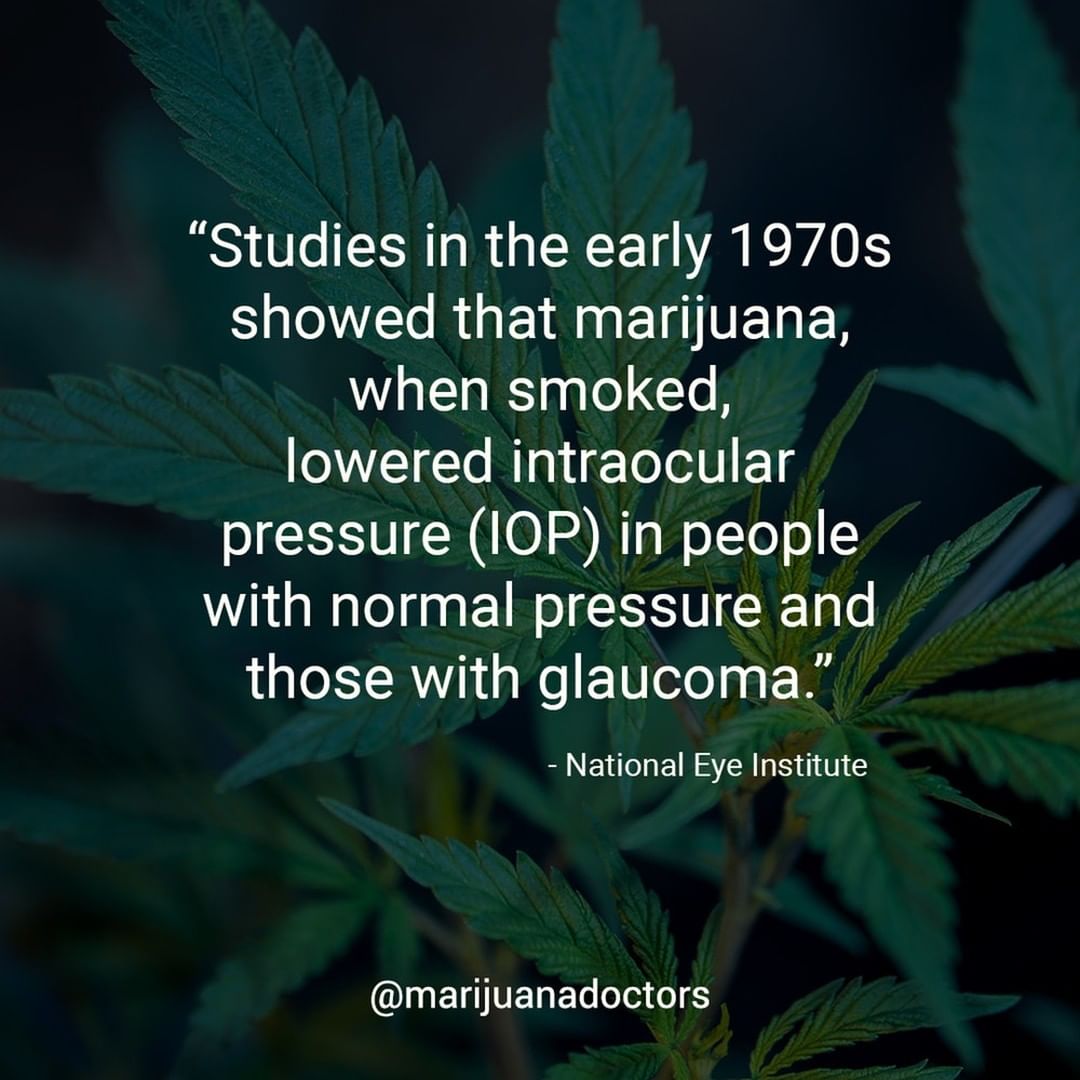 “Studies in the early 1970s
showed that marijuana,
when smoked,
lowered intraocular
pressure (IOP) in people
with normal pressure and
those with glaucoma.”
- National Eye Institute
@marijuanadoctors